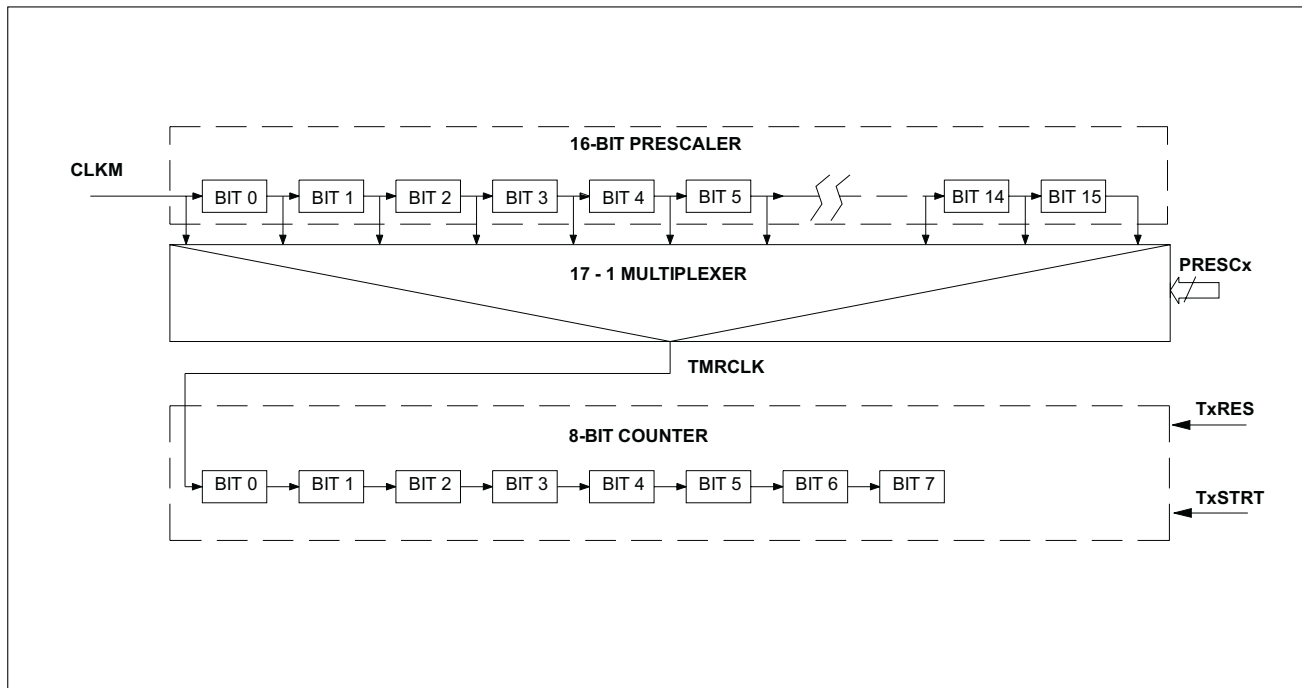 16-BIT PRESCALER
CLKM
BIT 0 BIT 1 BIT 2 BIT 3 BIT 4 BIT 5 BIT 14 BIT 15
17 - 1 MULTIPLEXER
PRESCx
TMRCLK
TxRES
8-BIT COUNTER
BIT 0 BIT 1 BIT 2 BIT 3 BIT 4 BIT 5 BIT 6 BIT 7
TxSTRT